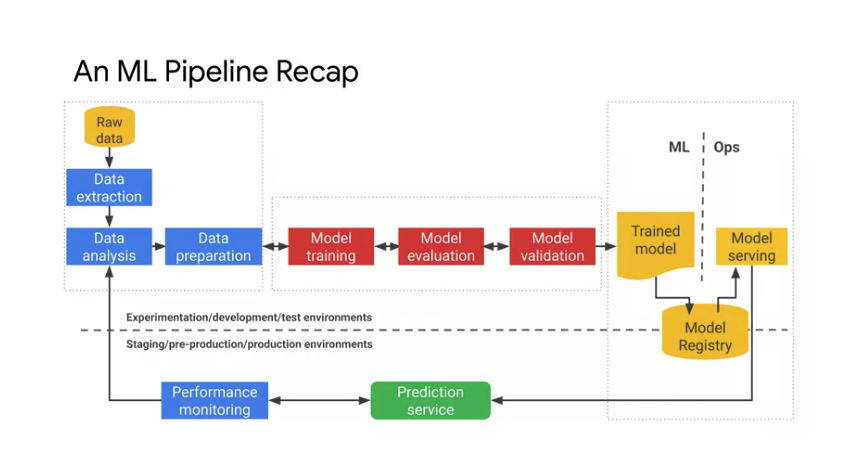 An ML Pipeline Recap
Raw
data
ML
Ops
Data
extraction
Data
analysis
Data
preparation
Model
training
Model
evaluation
Model
validation
Trained
model
Model
serving
Experimentation/development/test environments
Model
Registry
Staging/pre-production/production environments
Performance
monitoring
Prediction
service